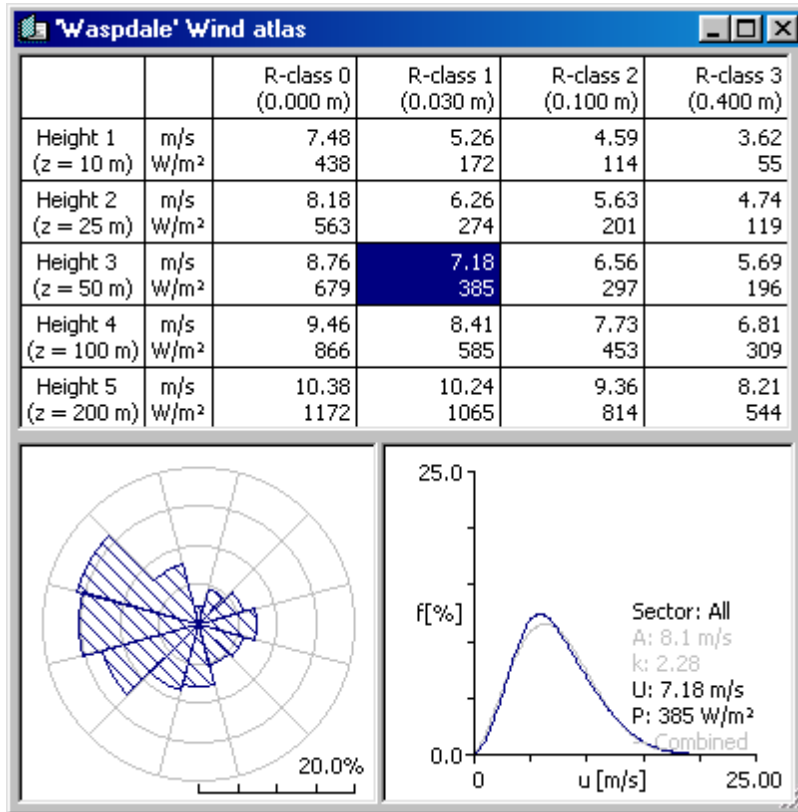 'Waspdale' Wind atlas
R-class 0 R-class 1 R-class 2 R-class 3
(0.000 m) (0.030 m) (0.100 m) (0.400 m)
Height 1 m/s 7.48 5.26 4.59 3.62
(z = 10 m) W/m² 438 172 114 55
Height 2 m/s 8.18 6.26 5.63 4.74
(z = 25 m) W/m² 563 274 201 119
Height 3 m/s 8.76 7.18 6.56 5.69
(z = 50 m) W/m² 679 385 297 196
Height 4 m/s 9.46 8.41 7.73 6.81
(z = 100 m) W/m² 866 585 453 309
Height 5 m/s 10.38 10.24 9.36 8.21
(z = 200 m) W/m² 1172 1065 814 544
20.0%
25.0
f[%]
Sector: All
A: 8.1 m/s
k: 2.28
U: 7.18 m/s
P: 385 W/m²
-- Combined
0.0
0 u [m/s] 25.00